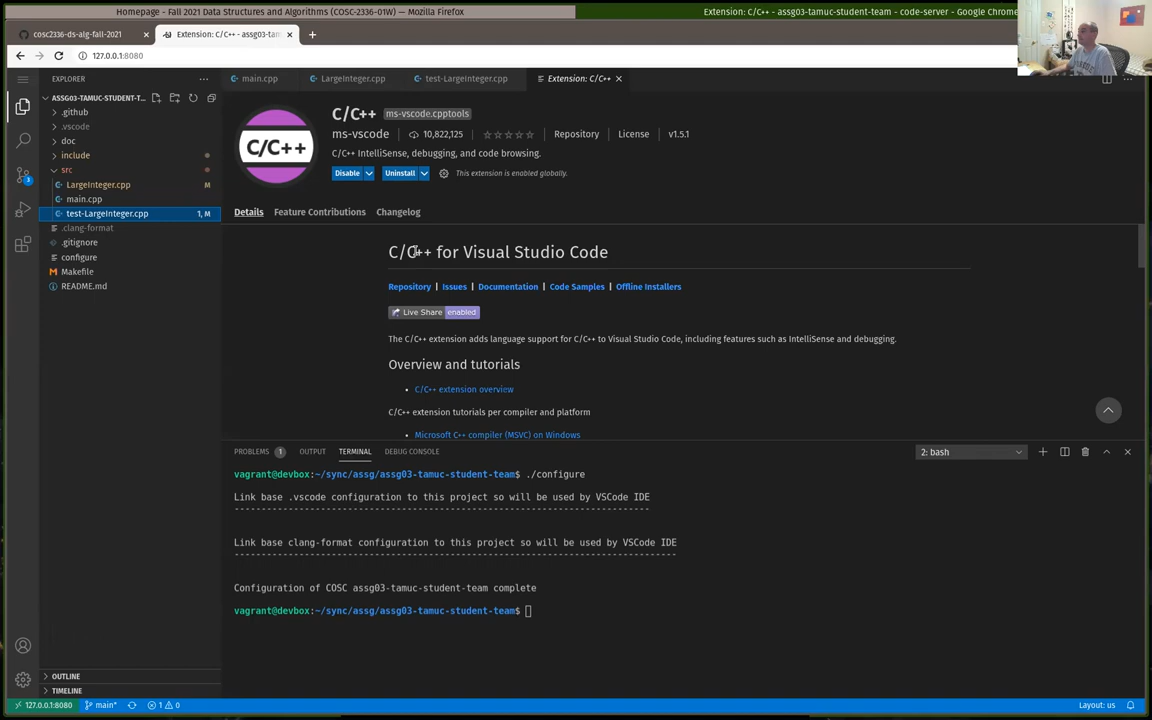 Homepage - Fall 2021 Data Structures and Algorithms (COSC-2336-01W) — Mozilla Firefox
Extension: C/C++ - assg03-tamuc-student-team - code-server - Google Chrome
cosc2336-ds-alg-fall-2021
Extension: C/C++ - assg03-tam
127.0.0.1:8080
EXPLORER
main.cpp
LargeInteger.cpp
test-LargeInteger.cpp
Extension: C/C++
ASSG03-TAMUC-STUDENT-T...
.github
.vscode
doc
include
src
LargeInteger.cpp M
main.cpp
test-LargeInteger.cpp 1, M
.clang-format
.gitignore
configure
Makefile
README.md
3
C/C++
C/C++ ms-vscode.cpptools
ms-vscode 10,822,125 Repository License v1.5.1
C/C++ IntelliSense, debugging, and code browsing.
Disable Uninstall This extension is enabled globally.
Details Feature Contributions Changelog
C/C++ for Visual Studio Code
Repository | Issues | Documentation | Code Samples | Offline Installers
Live Share enabled
The C/C++ extension adds language support for C/C++ to Visual Studio Code, including features such as IntelliSense and debugging.
Overview and tutorials
• C/C++ extension overview
C/C++ extension tutorials per compiler and platform
• Microsoft C++ compiler (MSVC) on Windows
PROBLEMS 1 OUTPUT TERMINAL DEBUG CONSOLE
2: bash
vagrant@devbox:~/sync/assg/assg03-tamuc-student-team$ ./configure
Link base .vscode configuration to this project so will be used by VSCode IDE
-----------------------------------------------------------------------------
Link base clang-format configuration to this project so will be used by VSCode IDE
-----------------------------------------------------------------------------------
Configuration of COSC assg03-tamuc-student-team complete
vagrant@devbox:~/sync/assg/assg03-tamuc-student-team$
OUTLINE
TIMELINE
127.0.0.1:8080 main* 1 0
Layout: us